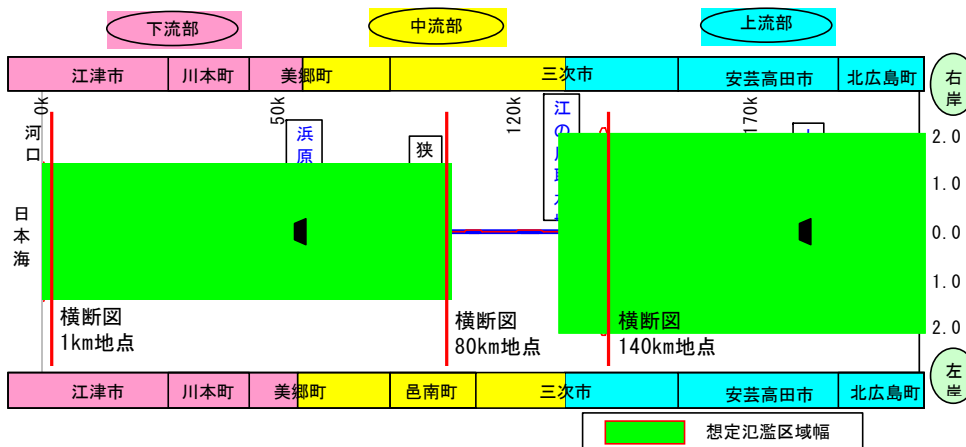 下流部
中流部
上流部
江津市
川本町
美郷町
三次市
安芸高田市
北広島町
右岸
0k
50k
120k
170k
河口
浜原
狭
江の川取水
2.0
1.0
0.0
1.0
2.0
日本海
横断図
1km地点
横断図
80km地点
横断図
140km地点
江津市
川本町
美郷町
邑南町
三次市
安芸高田市
北広島町
左岸
想定氾濫区域幅